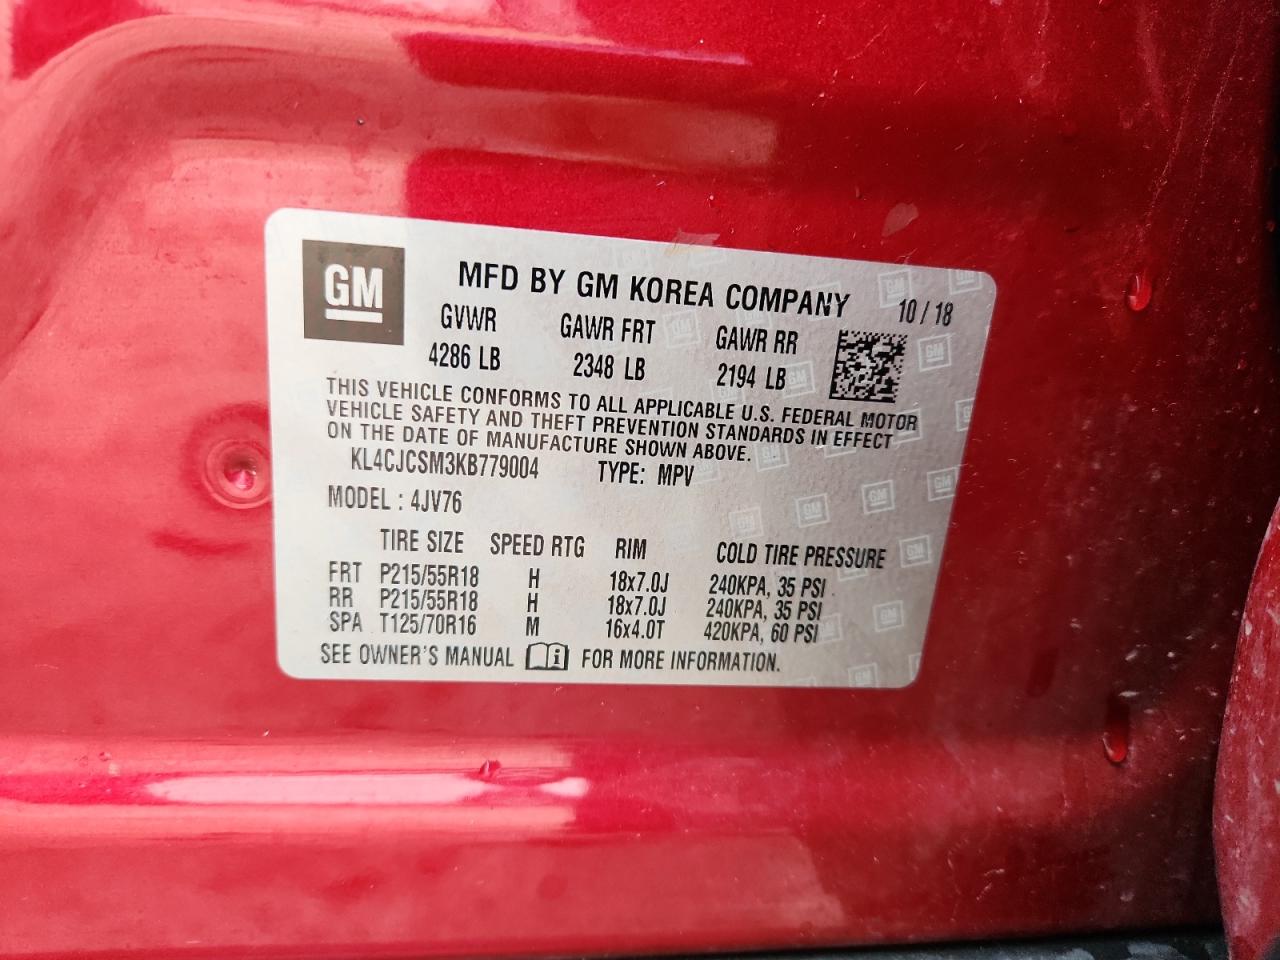 GM
MFD BY GM KOREA COMPANY 10 / 18
GVWR GAWR FRT GAWR RR
4286 LB 2348 LB 2194 LB
THIS VEHICLE CONFORMS TO ALL APPLICABLE U.S. FEDERAL MOTOR
VEHICLE SAFETY AND THEFT PREVENTION STANDARDS IN EFFECT
ON THE DATE OF MANUFACTURE SHOWN ABOVE.
KL4CJCSM3KB779004 TYPE: MPV
MODEL : 4JV76
TIRE SIZE SPEED RTG RIM COLD TIRE PRESSURE
FRT P215/55R18 H 18x7.0J 240KPA, 35 PSI
RR P215/55R18 H 18x7.0J 240KPA, 35 PSI
SPA T125/70R16 M 16x4.0T 420KPA, 60 PSI
SEE OWNER'S MANUAL i FOR MORE INFORMATION.